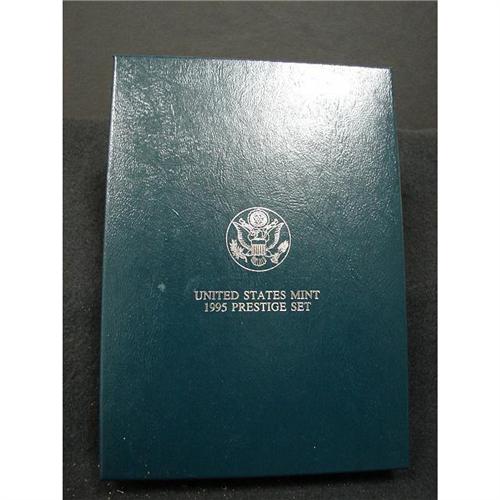 UNITED STATES MINT
1995 PRESTIGE SET